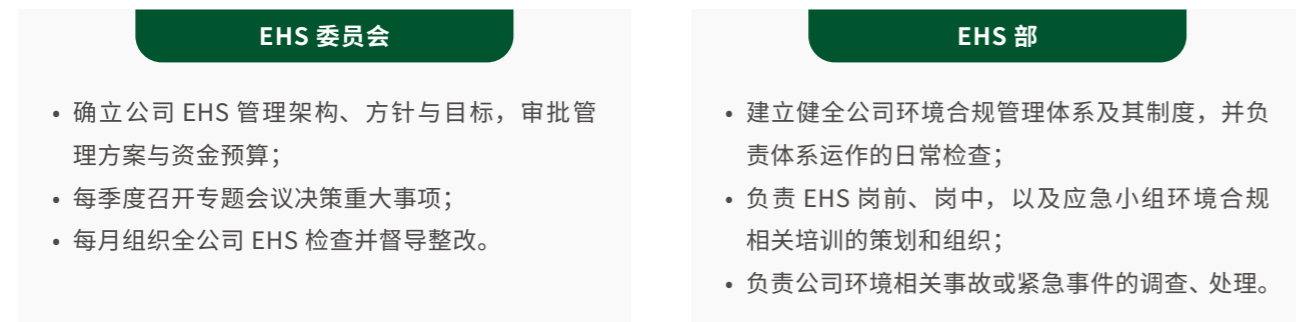 EHS 委员会
• 确立公司 EHS 管理架构、方针与目标，审批管
理方案与资金预算；
• 每季度召开专题会议决策重大事项；
• 每月组织全公司 EHS 检查并督导整改。
EHS 部
• 建立健全公司环境合规管理体系及其制度，并负
责体系运作的日常检查；
• 负责 EHS 岗前、岗中，以及应急小组环境合规
相关培训的策划和组织；
• 负责公司环境相关事故或紧急事件的调查、处理。